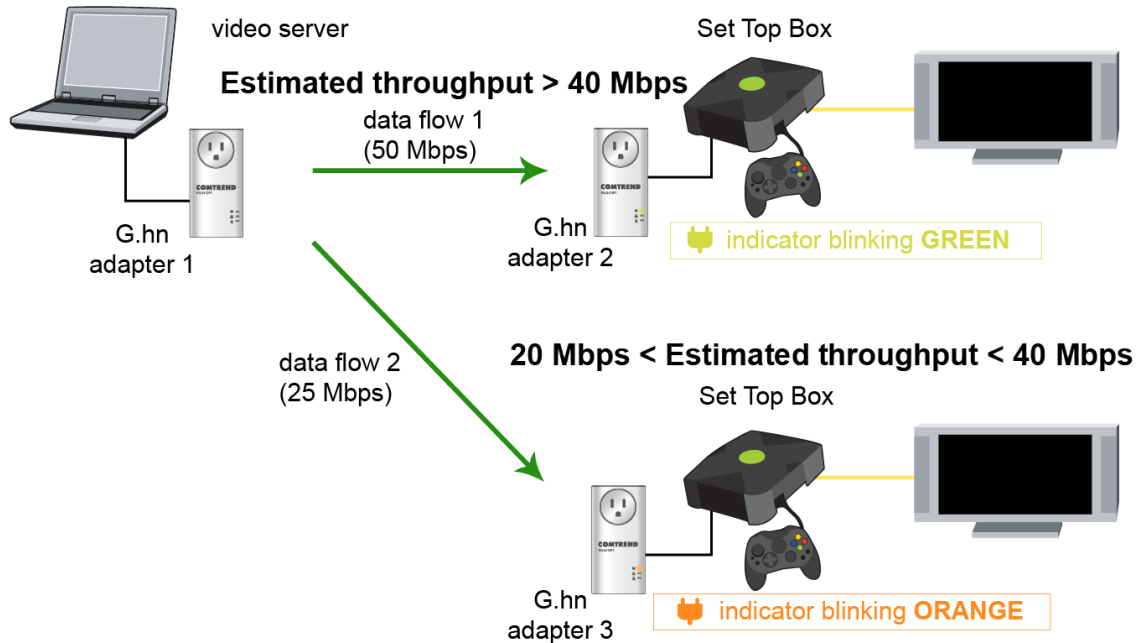 video server
Set Top Box
Estimated throughput > 40 Mbps
data flow 1
(50 Mbps)
COMTREND
G.hn
adapter 1
COMTREND
G.hn
adapter 2
indicator blinking GREEN
20 Mbps < Estimated throughput < 40 Mbps
data flow 2
(25 Mbps)
Set Top Box
COMTREND
G.hn
adapter 3
indicator blinking ORANGE